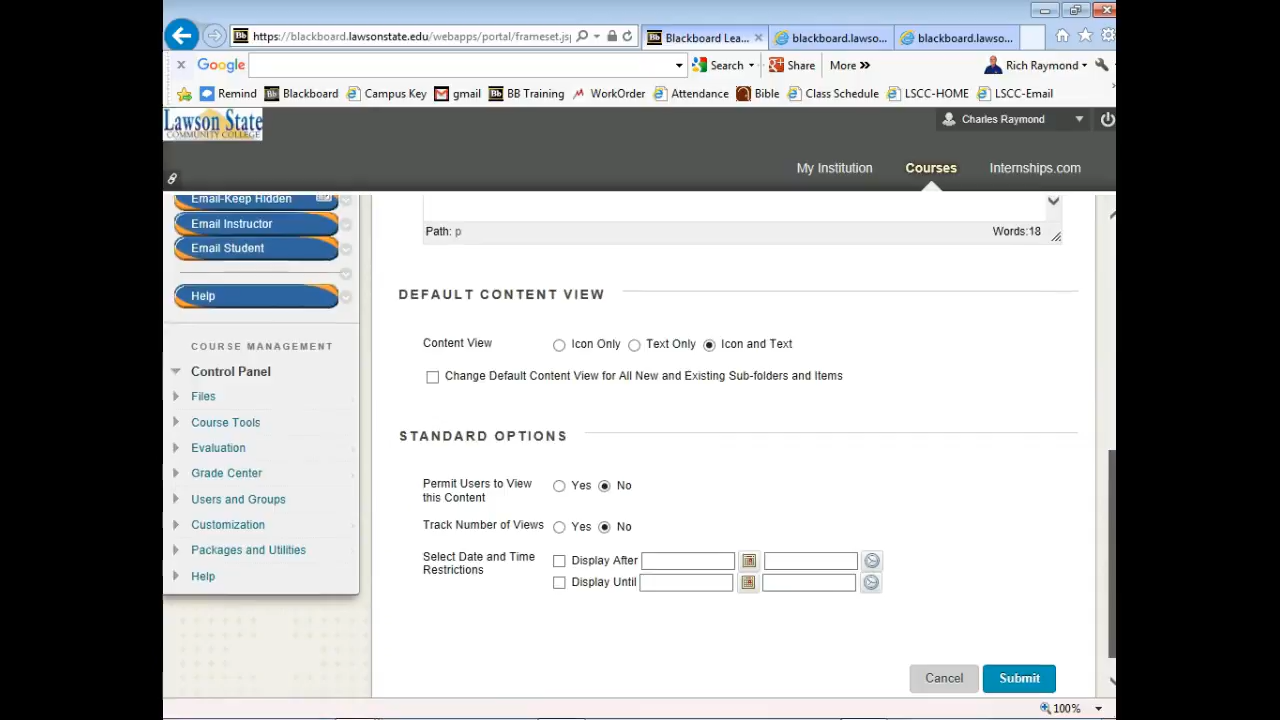 https://blackboard.lawsonstate.edu/webapps/portal/frameset.jsp
Blackboard Lea...
blackboard.lawso...
blackboard.lawso...
Google
Search
Share
More »
Rich Raymond
Remind
Blackboard
Campus Key
gmail
BB Training
WorkOrder
Attendance
Bible
Class Schedule
LSCC-HOME
LSCC-Email
Lawson State
COMMUNITY COLLEGE
Charles Raymond
My Institution
Courses
Internships.com
Email-Keep Hidden
Email Instructor
Email Student
Help
COURSE MANAGEMENT
Control Panel
Files
Course Tools
Evaluation
Grade Center
Users and Groups
Customization
Packages and Utilities
Help
Path: p
Words:18
DEFAULT CONTENT VIEW
Content View
Icon Only
Text Only
Icon and Text
Change Default Content View for All New and Existing Sub-folders and Items
STANDARD OPTIONS
Permit Users to View
this Content
Yes
No
Track Number of Views
Yes
No
Select Date and Time
Restrictions
Display After
Display Until
Cancel
Submit
100%